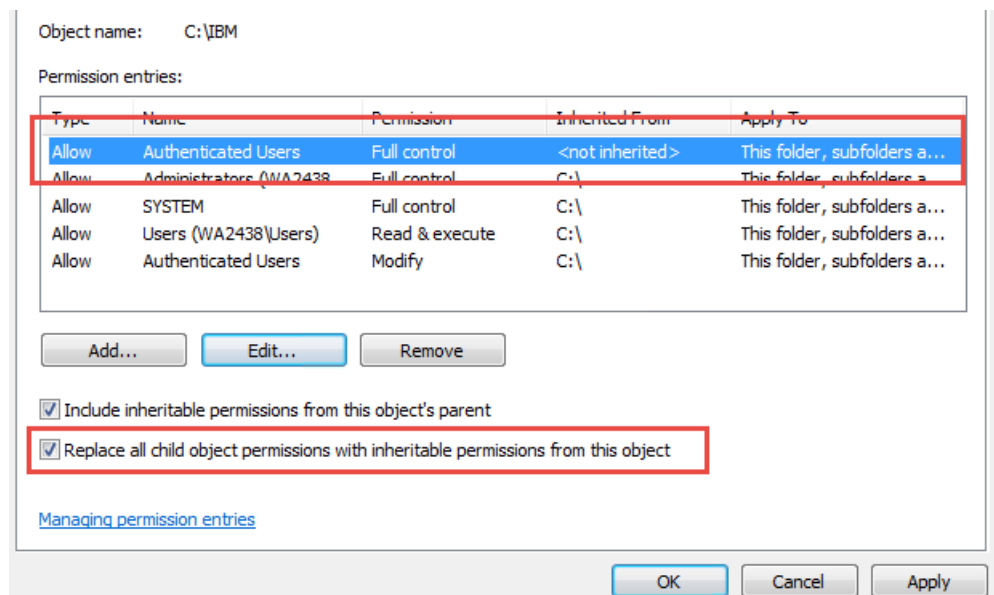 Object name: C:\IBM
Permission entries:
Type Name Permission Inherited From Apply To
Allow Authenticated Users Full control <not inherited> This folder, subfolders a...
Allow Administrators (WA2438... Full control C:\ This folder, subfolders a...
Allow SYSTEM Full control C:\ This folder, subfolders a...
Allow Users (WA2438\Users) Read & execute C:\ This folder, subfolders a...
Allow Authenticated Users Modify C:\ This folder, subfolders a...
Add... Edit... Remove
Include inheritable permissions from this object's parent
Replace all child object permissions with inheritable permissions from this object
Managing permission entries
OK Cancel Apply